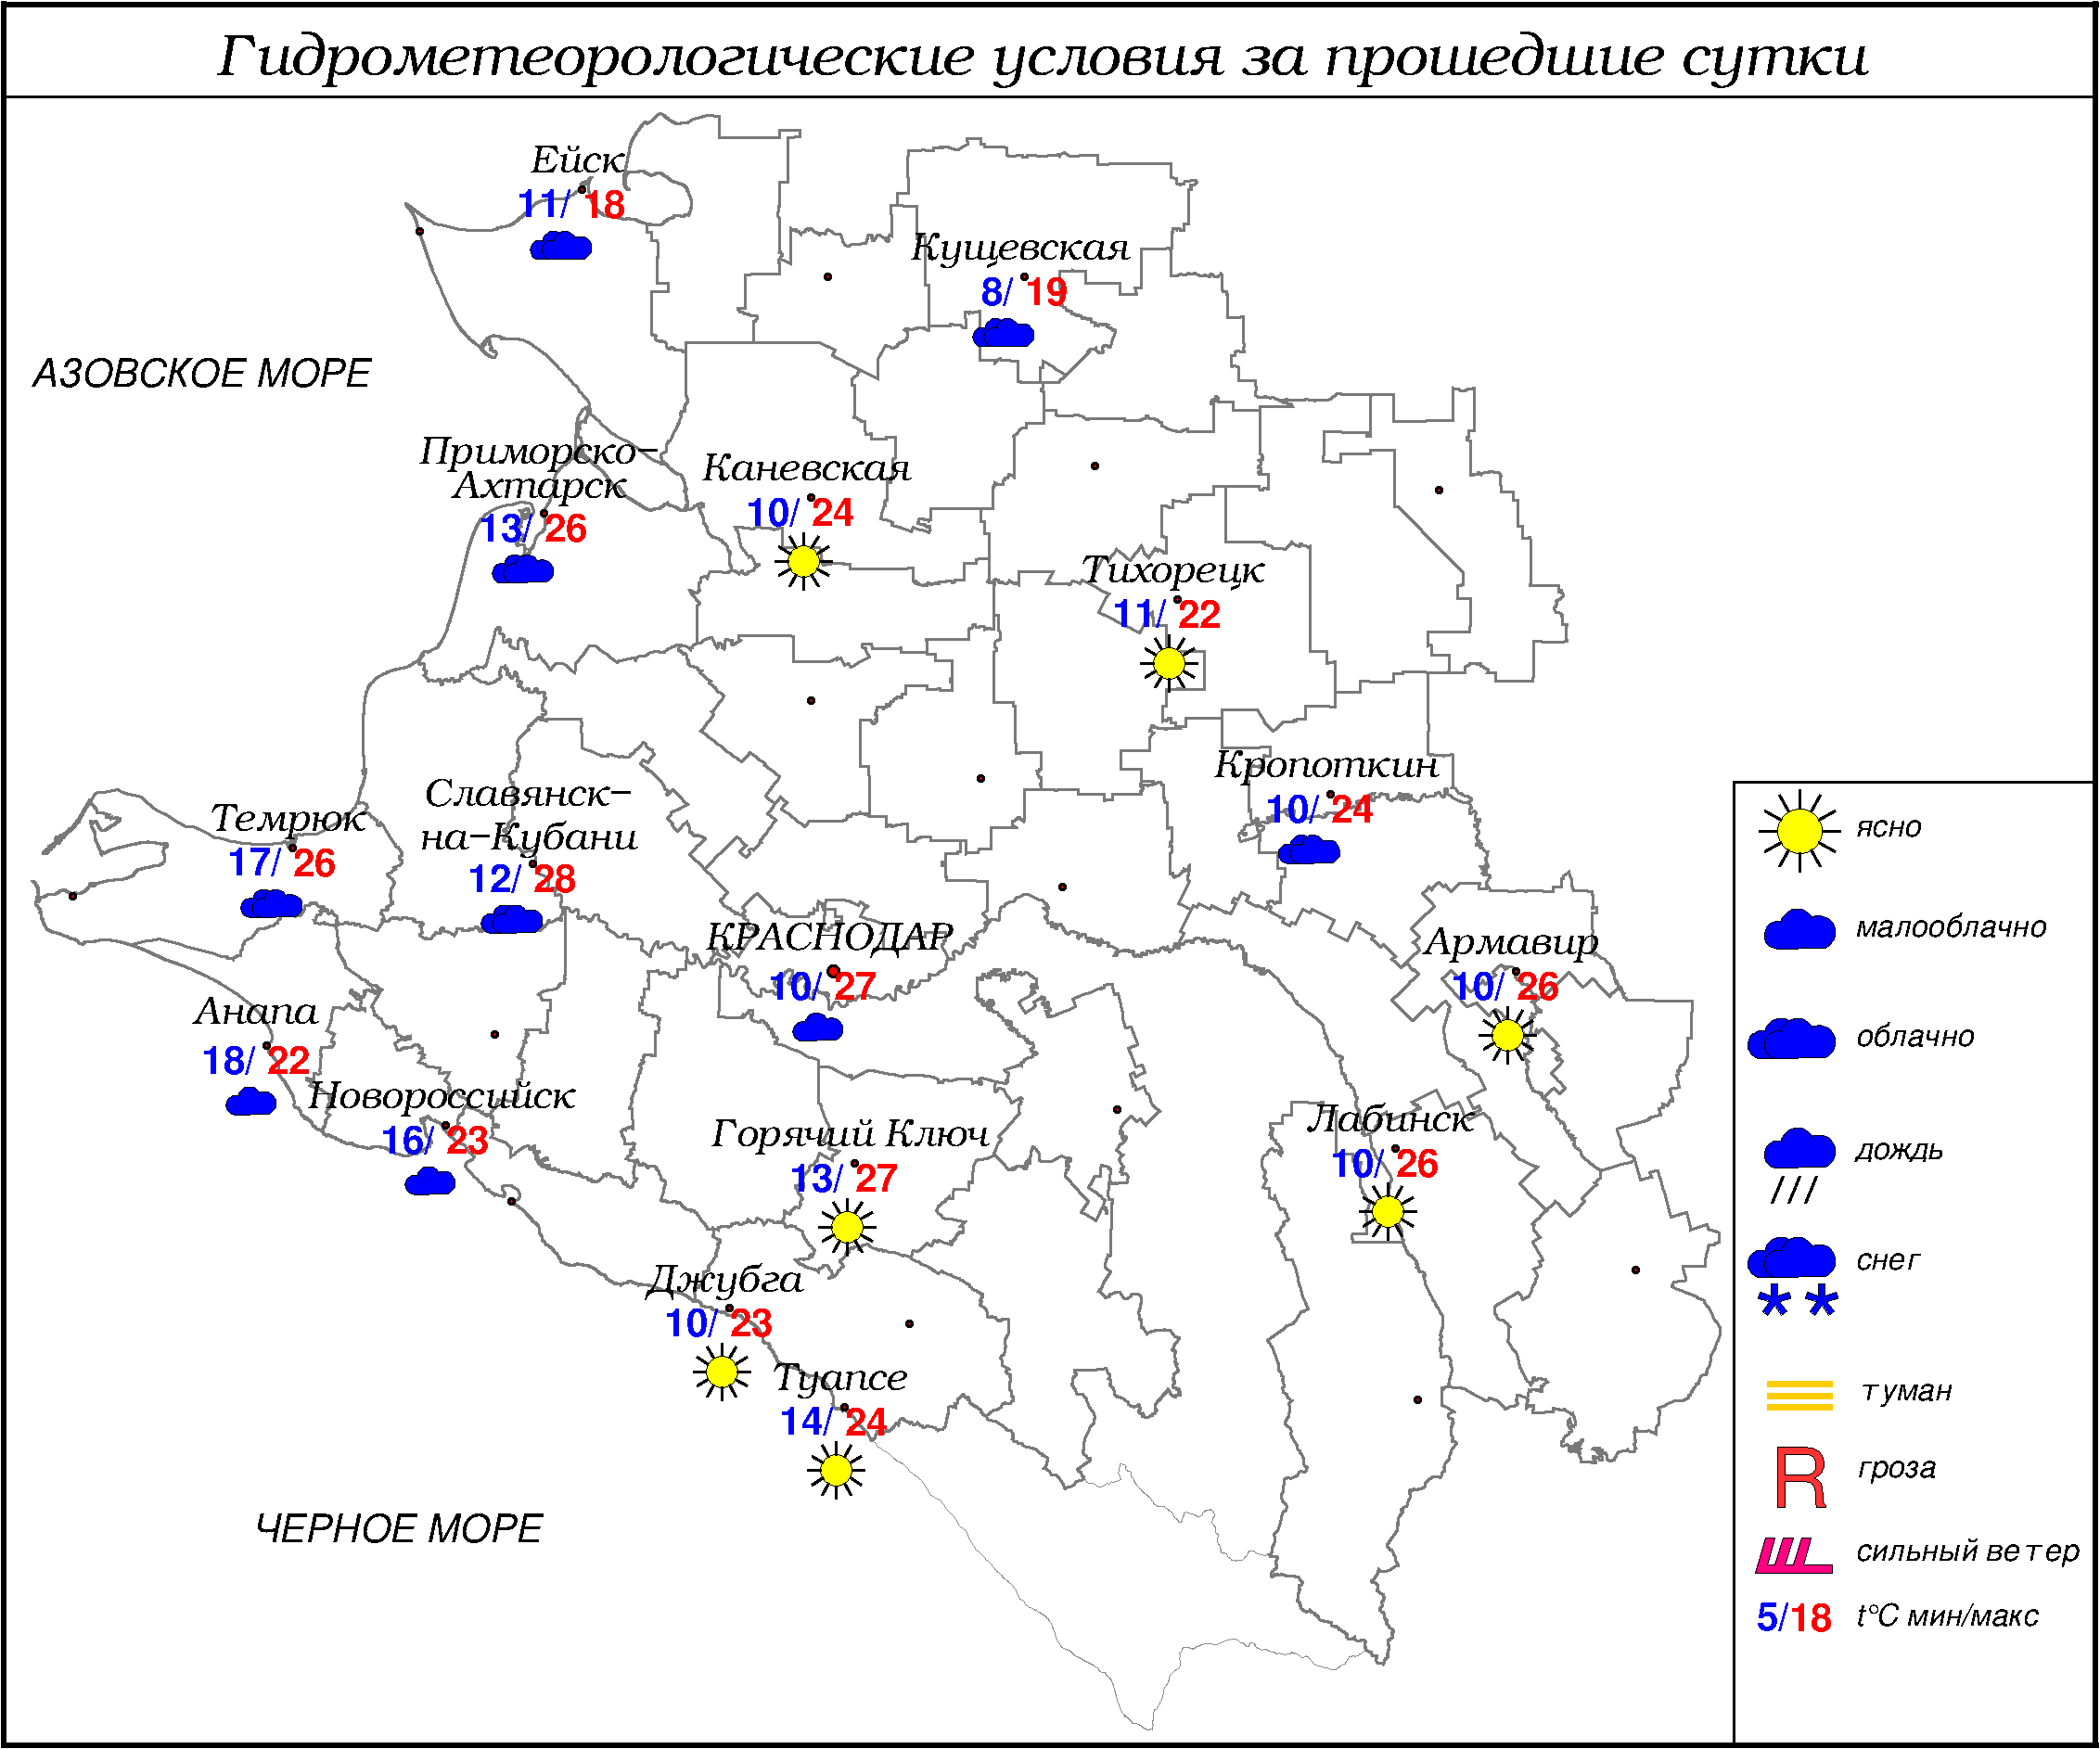 Гидрометеорологические условия за прошедшие сутки
Ейск
11/ 18
Кущевская
8/ 19
АЗОВСКОЕ МОРЕ
Приморско-
Ахтарск
13/ 26
Каневская
10/ 24
Тихорецк
11/ 22
Кропоткин
10/ 24
Темрюк
17/ 26
Славянск-
на-Кубани
12/ 28
КРАСНОДАР
10/ 27
Армавир
10/ 26
Анапа
18/ 22
Новороссийск
16/ 23
Горячий Ключ
13/ 27
Лабинск
10/ 26
Джубга
10/ 23
Туапсе
14/ 24
ЧЕРНОЕ МОРЕ
ясно
малооблачно
облачно
дождь
снег
туман
R гроза
сильный ветер
5/18 t°C мин/макс